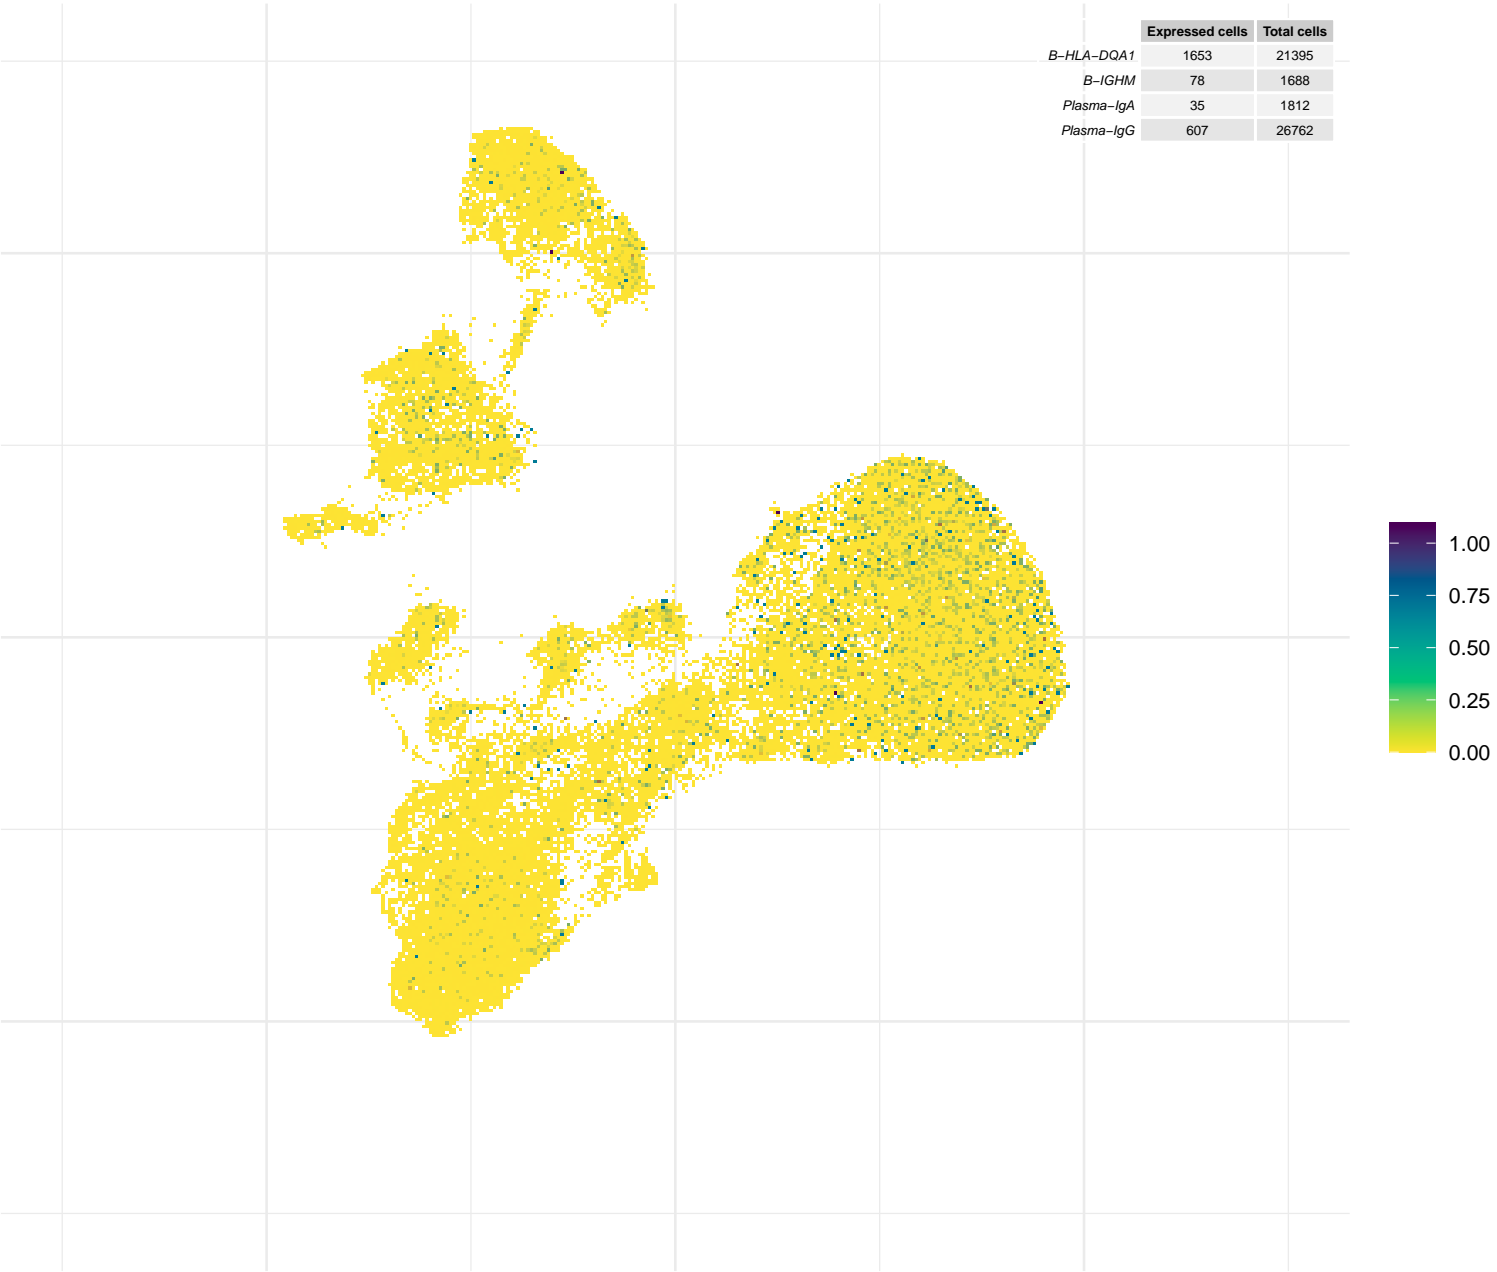 Expressed cells Total cells
B−HLA−DQA1 1653 21395
B−IGHM 78 1688
Plasma−IgA 35 1812
Plasma−IgG 607 26762
1.00
0.75
0.50
0.25
0.00